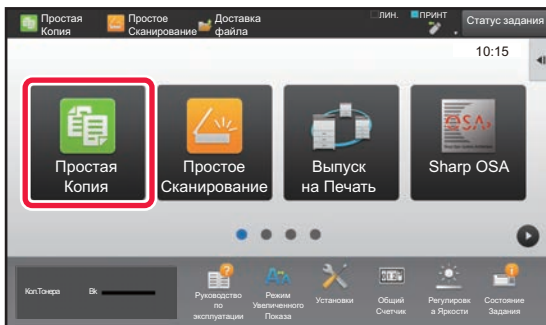 Простая
Копия
Простое
Сканирование
Доставка
файла
ЛИН.
ПРИНТ
Статус задания
10:15
Простая
Копия
Простое
Сканирование
Выпуск
на Печать
OSA
Sharp OSA
Кол.Тонера
Bk
Руководство
по
эксплуатации
Режим
Увеличенного
Показа
Установки
Общий
Счетчик
Регулировк
а Яркости
Состояние
Задания